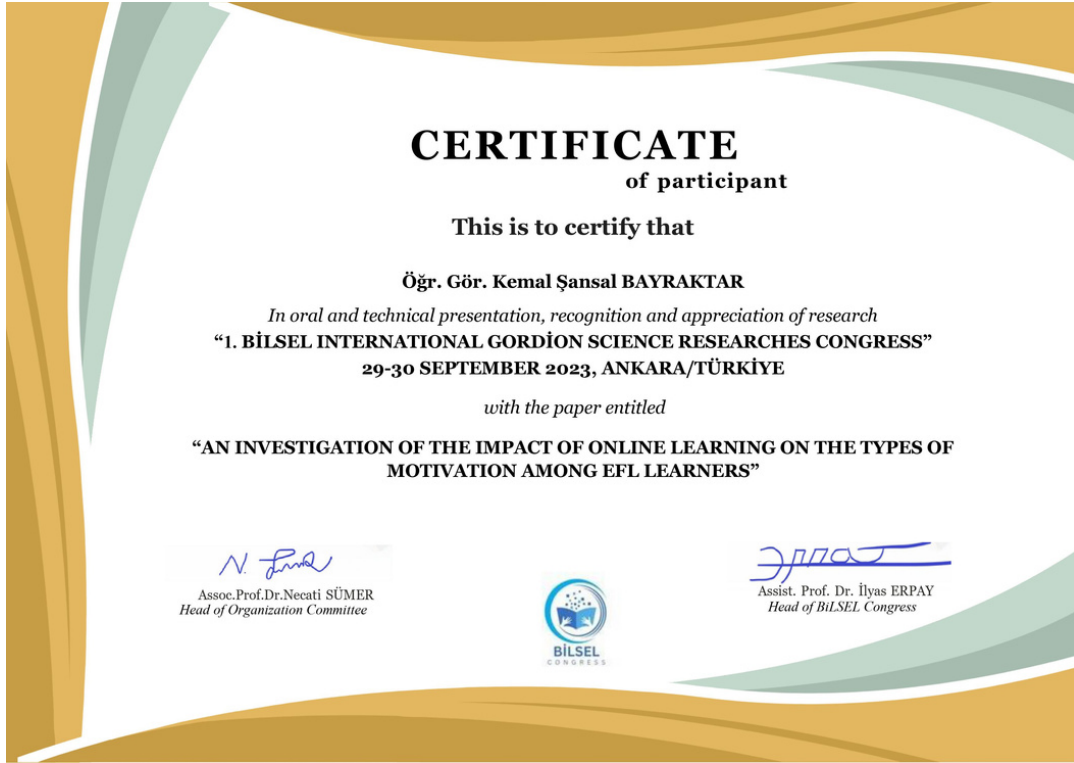 CERTIFICATE
of participant
This is to certify that
Öğr. Gör. Kemal Şansal BAYRAKTAR
In oral and technical presentation, recognition and appreciation of research
“1. BİLSEL INTERNATIONAL GORDİON SCIENCE RESEARCHES CONGRESS”
29-30 SEPTEMBER 2023, ANKARA/TÜRKİYE
with the paper entitled
“AN INVESTIGATION OF THE IMPACT OF ONLINE LEARNING ON THE TYPES OF
MOTIVATION AMONG EFL LEARNERS”
Assoc.Prof.Dr.Necati SÜMER
Head of Organization Committee
Assist. Prof. Dr. İlyas ERPAY
Head of BiLSEL Congress
BİLSEL
CONGRESS